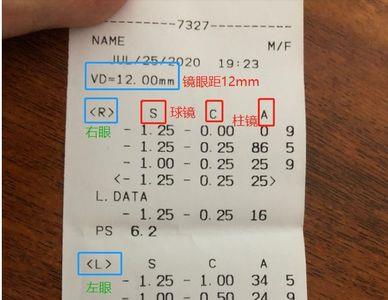 7327
NAME M/F
JUL/25/2020 19:23
VD=12.00mm 镜眼距12mm
<R> S 球镜 C 柱镜 A
右眼
- 1.25 - 0.00 0 9
- 1.25 - 0.25 86 5
- 1.00 - 0.25 25 9
<- 1.25 - 0.25 25>
L.DATA
- 1.25 - 0.25 16
PS 6.2
<L> S C A
左眼
- 1.25 - 1.00 34 5
- 1.00 - 0.50 24 9